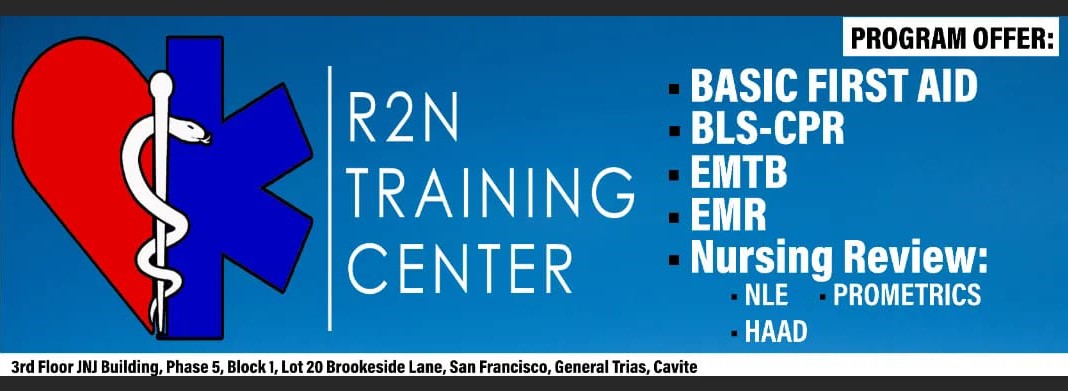 R2N
TRAINING
CENTER
PROGRAM OFFER:
▪ BASIC FIRST AID
▪ BLS-CPR
▪ EMTB
▪ EMR
▪ Nursing Review:
▪ NLE ▪ PROMETRICS
▪ HAAD
3rd Floor JNJ Building, Phase 5, Block 1, Lot 20 Brookeside Lane, San Francisco, General Trias, Cavite